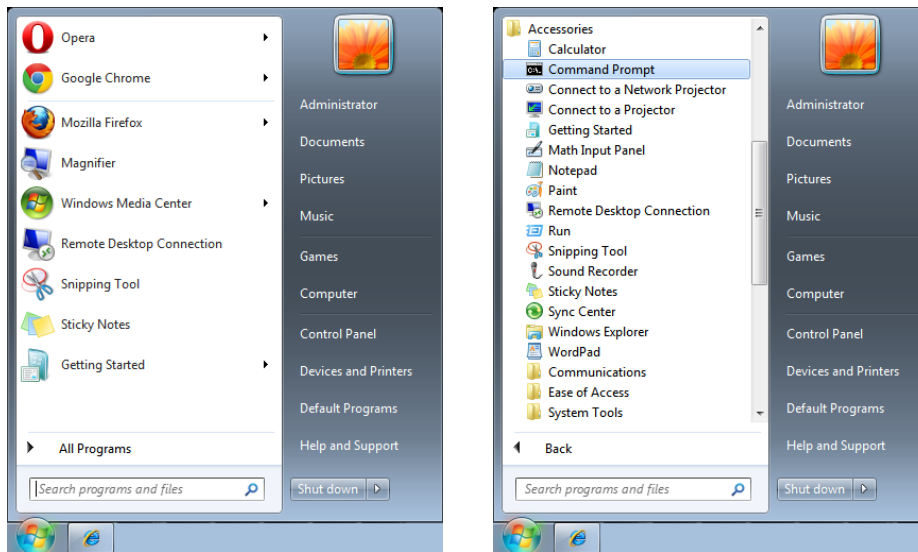 Opera
Google Chrome
Mozilla Firefox
Magnifier
Windows Media Center
Remote Desktop Connection
Snipping Tool
Sticky Notes
Getting Started
All Programs
Search programs and files
Administrator
Documents
Pictures
Music
Games
Computer
Control Panel
Devices and Printers
Default Programs
Help and Support
Shut down
Accessories
Calculator
C:\.
Command Prompt
Connect to a Network Projector
Connect to a Projector
Getting Started
Math Input Panel
Notepad
Paint
Remote Desktop Connection
Run
Snipping Tool
Sound Recorder
Sticky Notes
Sync Center
Windows Explorer
WordPad
Communications
Ease of Access
System Tools
Back
Search programs and files
Administrator
Documents
Pictures
Music
Games
Computer
Control Panel
Devices and Printers
Default Programs
Help and Support
Shut down